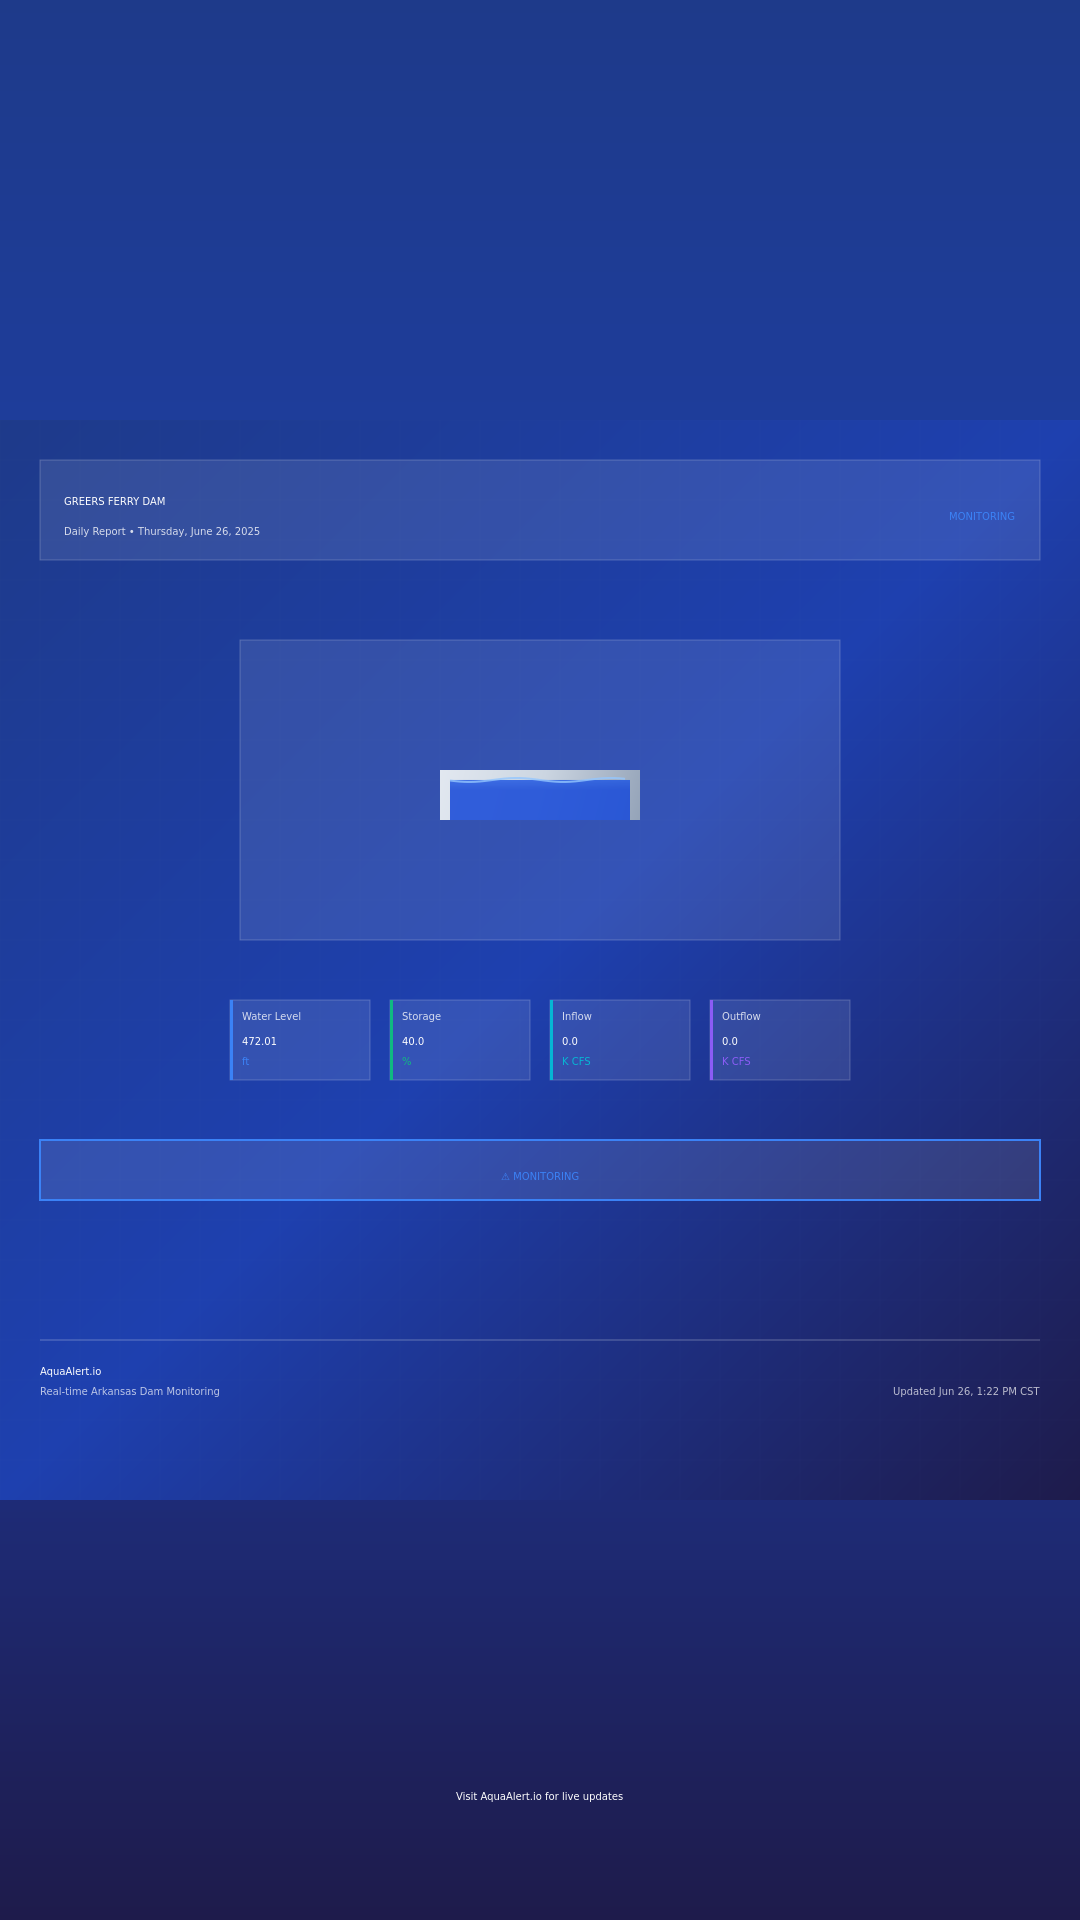 GREERS FERRY DAM
Daily Report • Thursday, June 26, 2025
MONITORING
Water Level
472.01
ft
Storage
40.0
%
Inflow
0.0
K CFS
Outflow
0.0
K CFS
⚠ MONITORING
AquaAlert.io
Real-time Arkansas Dam Monitoring
Updated Jun 26, 1:22 PM CST
Visit AquaAlert.io for live updates